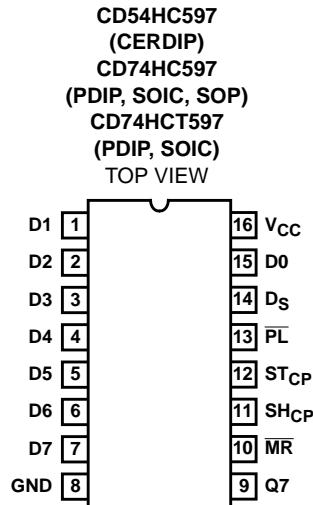 CD54HC597
(CERDIP)
CD74HC597
(PDIP, SOIC, SOP)
CD74HCT597
(PDIP, SOIC)
TOP VIEW
D1 1 16 VCC
D2 2 15 D0
D3 3 14 DS
D4 4 13 P̅L̅
D5 5 12 STCP
D6 6 11 SHCP
D7 7 10 M̅R̅
GND 8 9 Q7